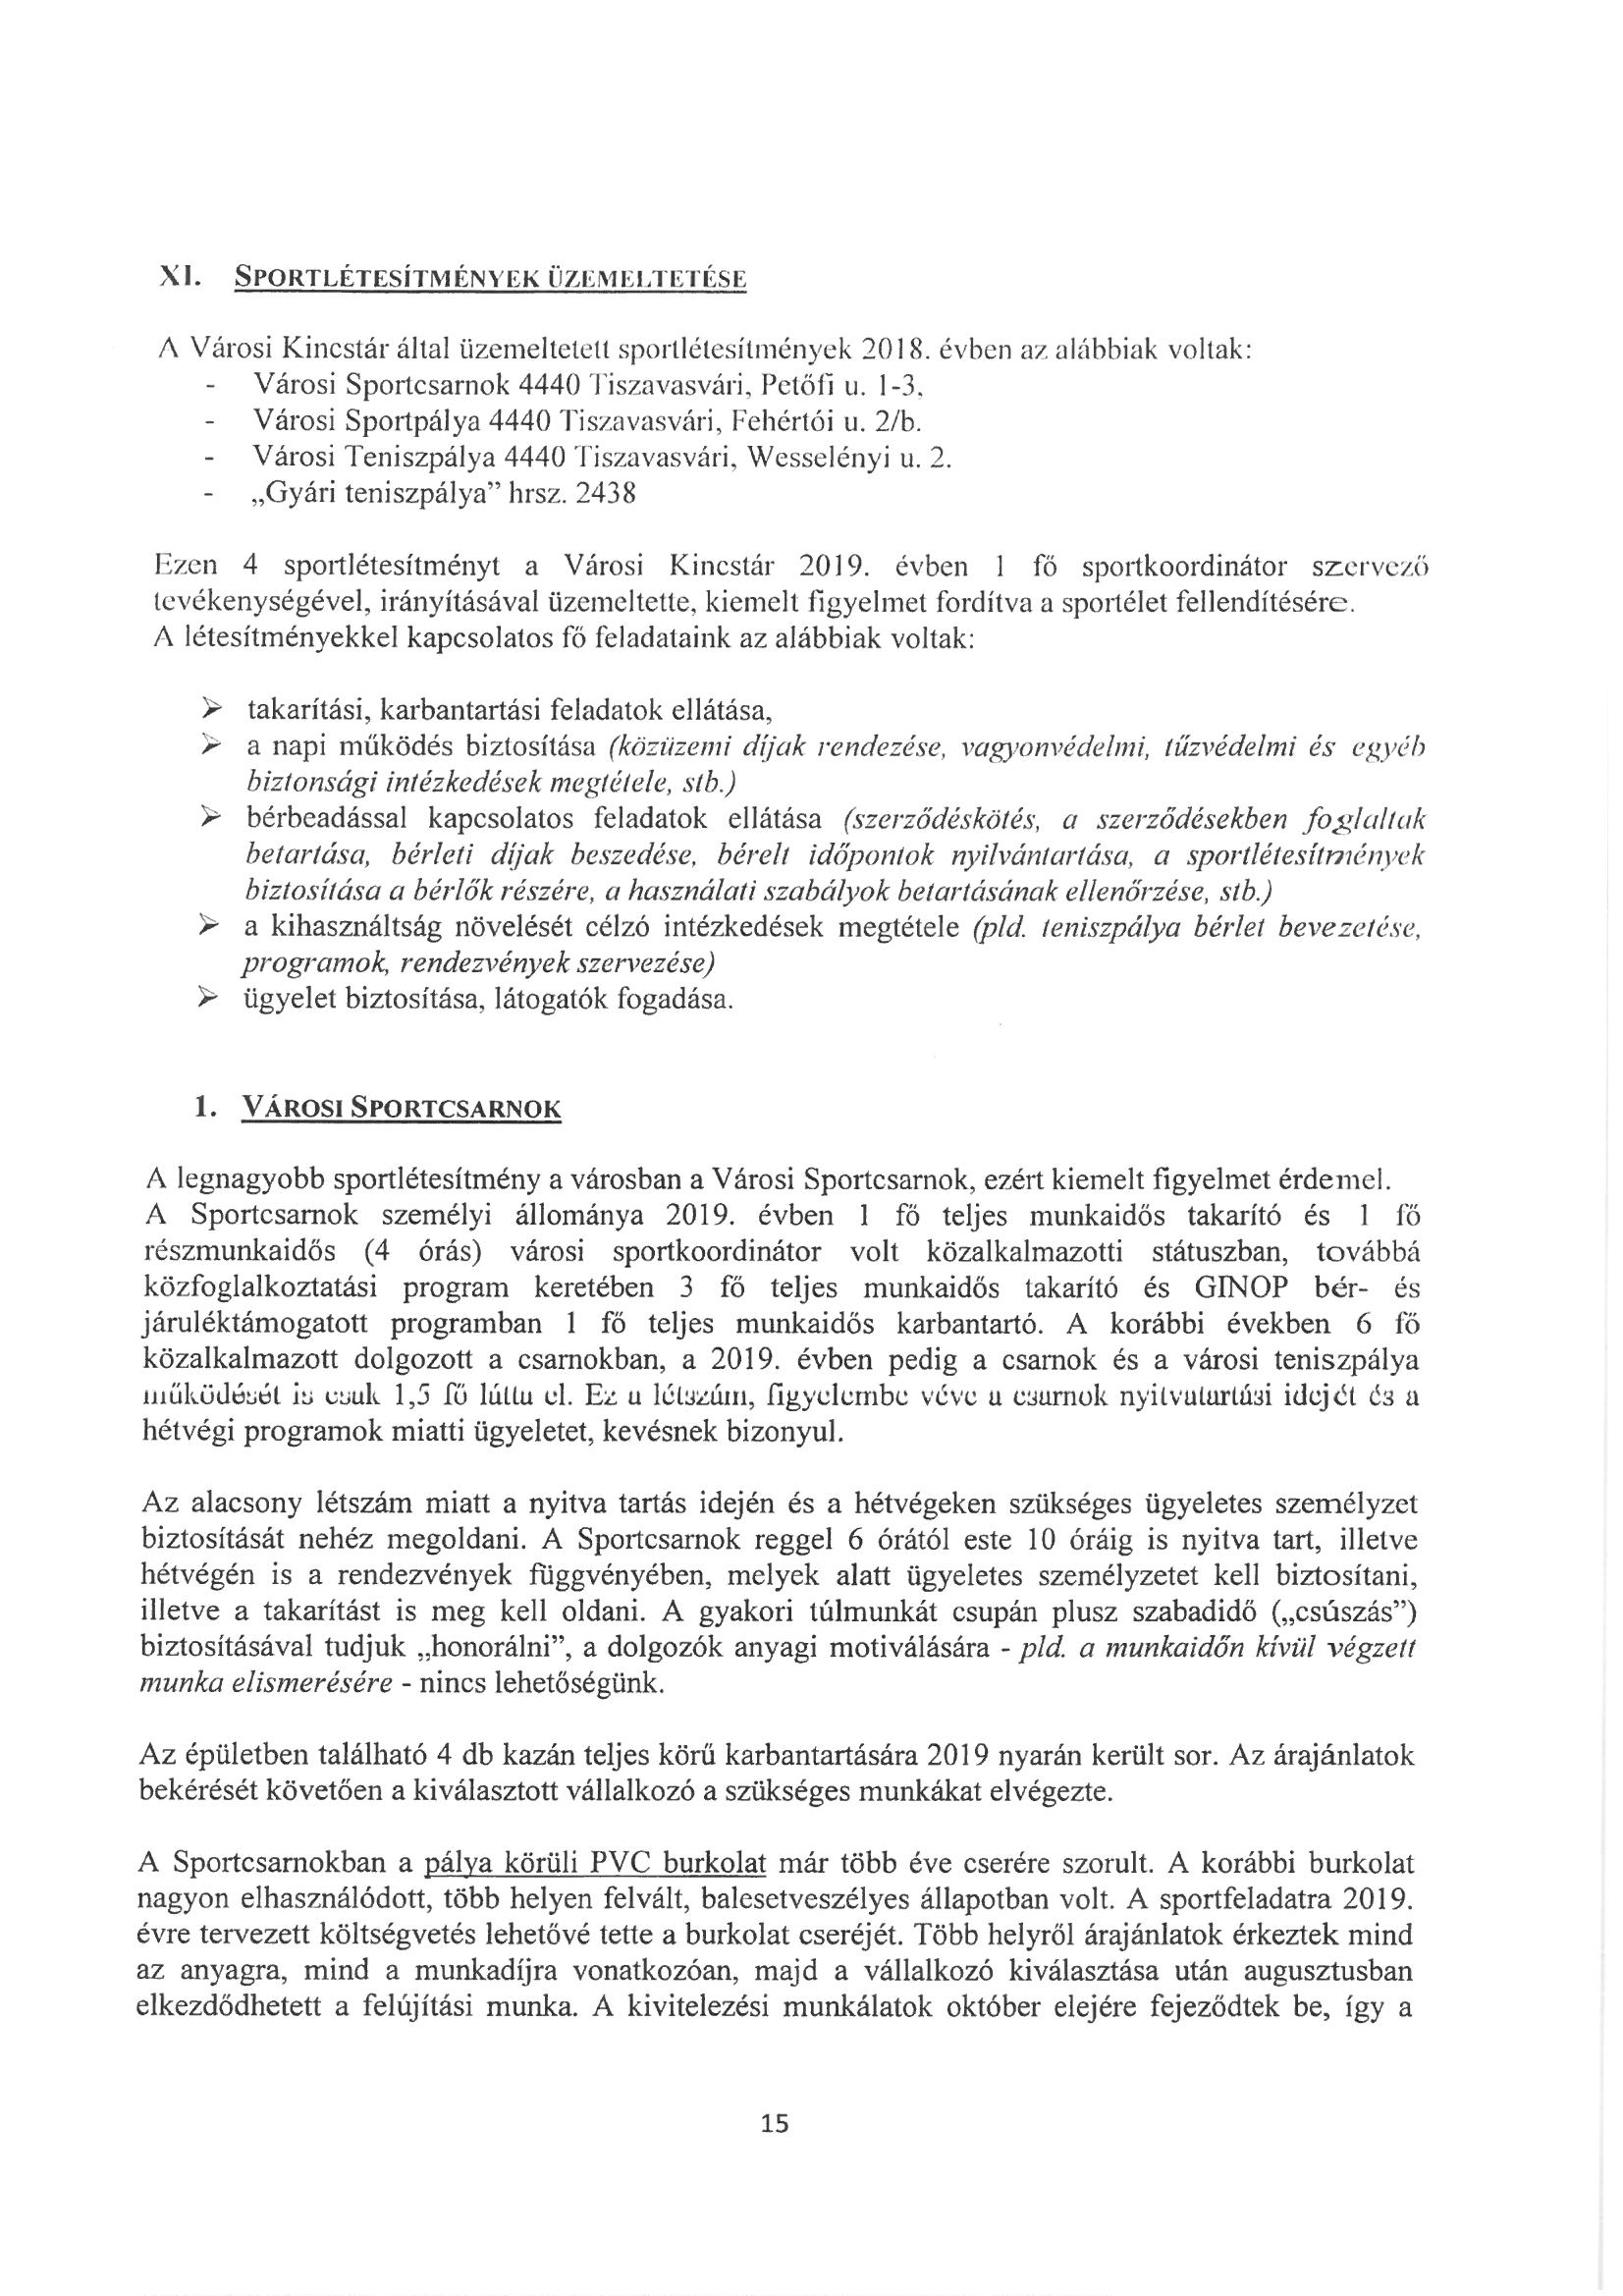 XI. SPORTLÉTESÍTMÉNYEK ÜZEMELTETÉSE
A Városi Kincstár által üzemeltetett sportlétesítmények 2018. évben az alábbiak voltak:
- Városi Sportcsarnok 4440 Tiszavasvári, Petőfi u. 1-3.
- Városi Sportpálya 4440 Tiszavasvári, Fehértói u. 2/b.
- Városi Teniszpálya 4440 Tiszavasvári, Wesselényi u. 2.
- „Gyári teniszpálya” hrsz. 2438
Ezen 4 sportlétesítményt a Városi Kincstár 2019. évben 1 fő sportkoordinátor szervező
tevékenységével, irányításával üzemeltette, kiemelt figyelmet fordítva a sportélet fellendítésére.
A létesítményekkel kapcsolatos fő feladataink az alábbiak voltak:
➢ takarítási, karbantartási feladatok ellátása,
➢ a napi működés biztosítása (közüzemi díjak rendezése, vagyonvédelmi, tűzvédelmi és egyéb
biztonsági intézkedések megtétele, stb.)
➢ bérbeadással kapcsolatos feladatok ellátása (szerződéskötés, a szerződésekben foglaltak
betartása, bérleti díjak beszedése, bérelt időpontok nyilvántartása, a sportlétesítmények
biztosítása a bérlők részére, a használati szabályok betartásának ellenőrzése, stb.)
➢ a kihasználtság növelését célzó intézkedések megtétele (pld. teniszpálya bérlet bevezetése,
programok, rendezvények szervezése)
➢ ügyelet biztosítása, látogatók fogadása.
1. VÁROSI SPORTCSARNOK
A legnagyobb sportlétesítmény a városban a Városi Sportcsarnok, ezért kiemelt figyelmet érdemel.
A Sportcsarnok személyi állománya 2019. évben 1 fő teljes munkaidős takarító és 1 fő
részmunkaidős (4 órás) városi sportkoordinátor volt közalkalmazotti státuszban, továbbá
közfoglalkoztatási program keretében 3 fő teljes munkaidős takarító és GINOP bér- és
járuléktámogatott programban 1 fő teljes munkaidős karbantartó. A korábbi években 6 fő
közalkalmazott dolgozott a csarnokban, a 2019. évben pedig a csarnok és a városi teniszpálya
működését is csak 1,5 fő látta el. Ez a létszám, figyelembe véve a csarnok nyitvatartási idejét és a
hétvégi programok miatti ügyeletet, kevésnek bizonyul.
Az alacsony létszám miatt a nyitva tartás idején és a hétvégeken szükséges ügyeletes személyzet
biztosítását nehéz megoldani. A Sportcsarnok reggel 6 órától este 10 óráig is nyitva tart, illetve
hétvégén is a rendezvények függvényében, melyek alatt ügyeletes személyzetet kell biztosítani,
illetve a takarítást is meg kell oldani. A gyakori túlmunkát csupán plusz szabadidő („csúszás”)
biztosításával tudjuk „honorálni”, a dolgozók anyagi motiválására - pld. a munkaidőn kívül végzett
munka elismerésére - nincs lehetőségünk.
Az épületben található 4 db kazán teljes körű karbantartására 2019 nyarán került sor. Az árajánlatok
bekérését követően a kiválasztott vállalkozó a szükséges munkákat elvégezte.
A Sportcsarnokban a pálya körüli PVC burkolat már több éve cserére szorult. A korábbi burkolat
nagyon elhasználódott, több helyen felvált, balesetveszélyes állapotban volt. A sportfeladatra 2019.
évre tervezett költségvetés lehetővé tette a burkolat cseréjét. Több helyről árajánlatok érkeztek mind
az anyagra, mind a munkadíjra vonatkozóan, majd a vállalkozó kiválasztása után augusztusban
elkezdődhetett a felújítási munka. A kivitelezési munkálatok október elejére fejeződtek be, így a
15